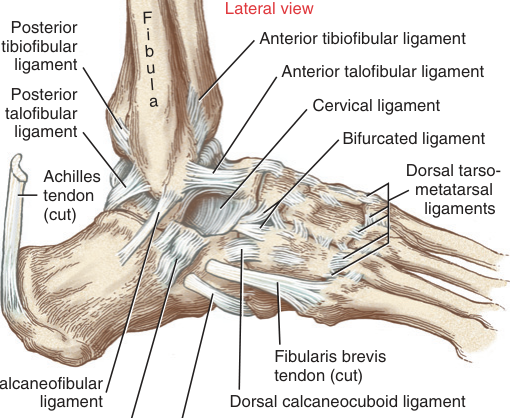 Lateral view
Fibula
Posterior
tibiofibular
ligament
Posterior
talofibular
ligament
Achilles
tendon
(cut)
Anterior tibiofibular ligament
Anterior talofibular ligament
Cervical ligament
Bifurcated ligament
Dorsal tarso-
metatarsal
ligaments
alcaneofibular
ligament
Fibularis brevis
tendon (cut)
Dorsal calcaneocuboid ligament